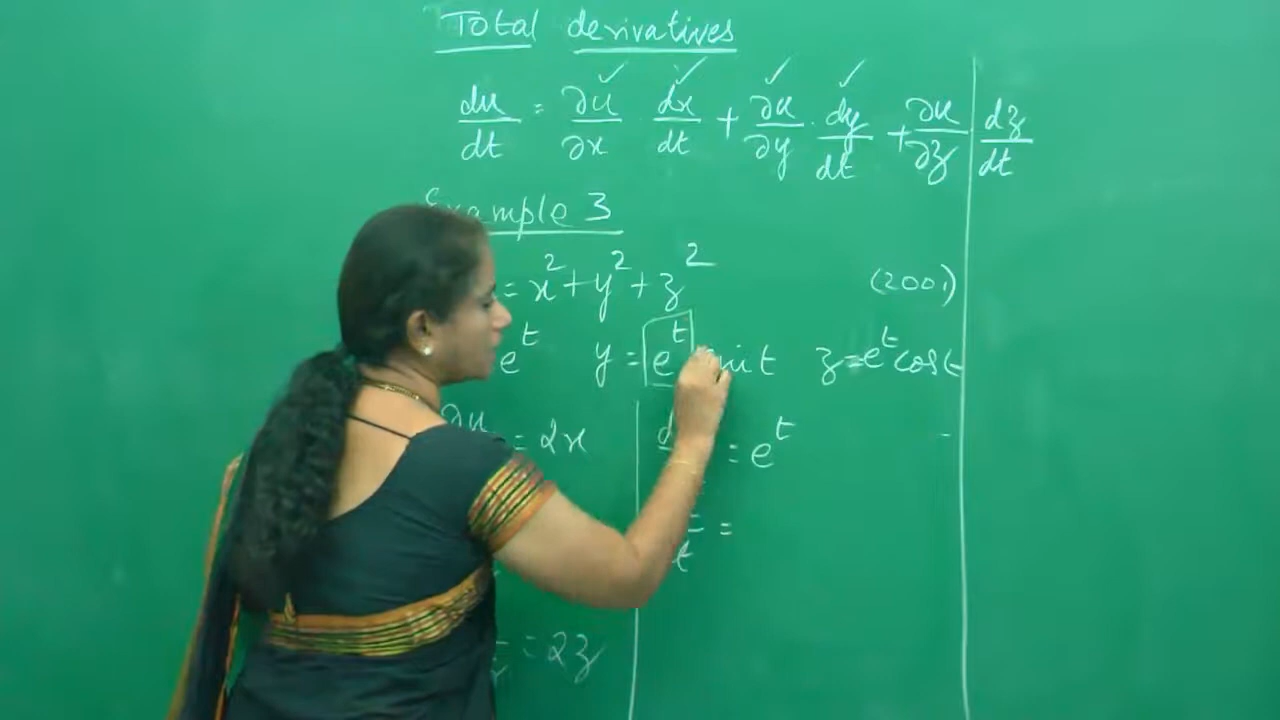 Total derivatives
du/dt = ∂u/∂x · dx/dt + ∂u/∂y · dy/dt + ∂u/∂z dz/dt
Example 3
= x² + y² + z² (2001)
e^t y = e^t sin t z = e^t cos t
∂u = 2x = e^t
t =
= 2z